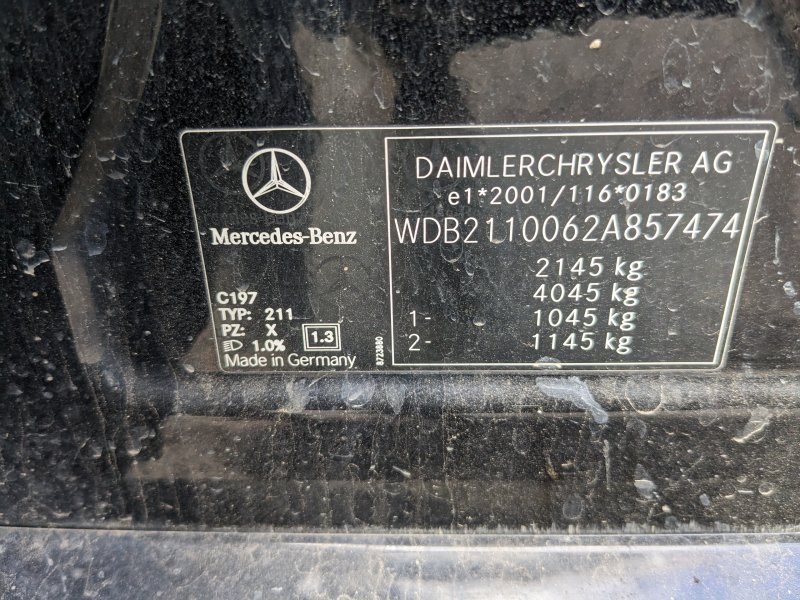 Mercedes-Benz
C197
TYP: 211
PZ: X
1.0%
1.3
Made in Germany
8723880
DAIMLERCHRYSLER AG
e1*2001/116*0183
WDB2110062A857474
2145 kg
4045 kg
1- 1045 kg
2- 1145 kg